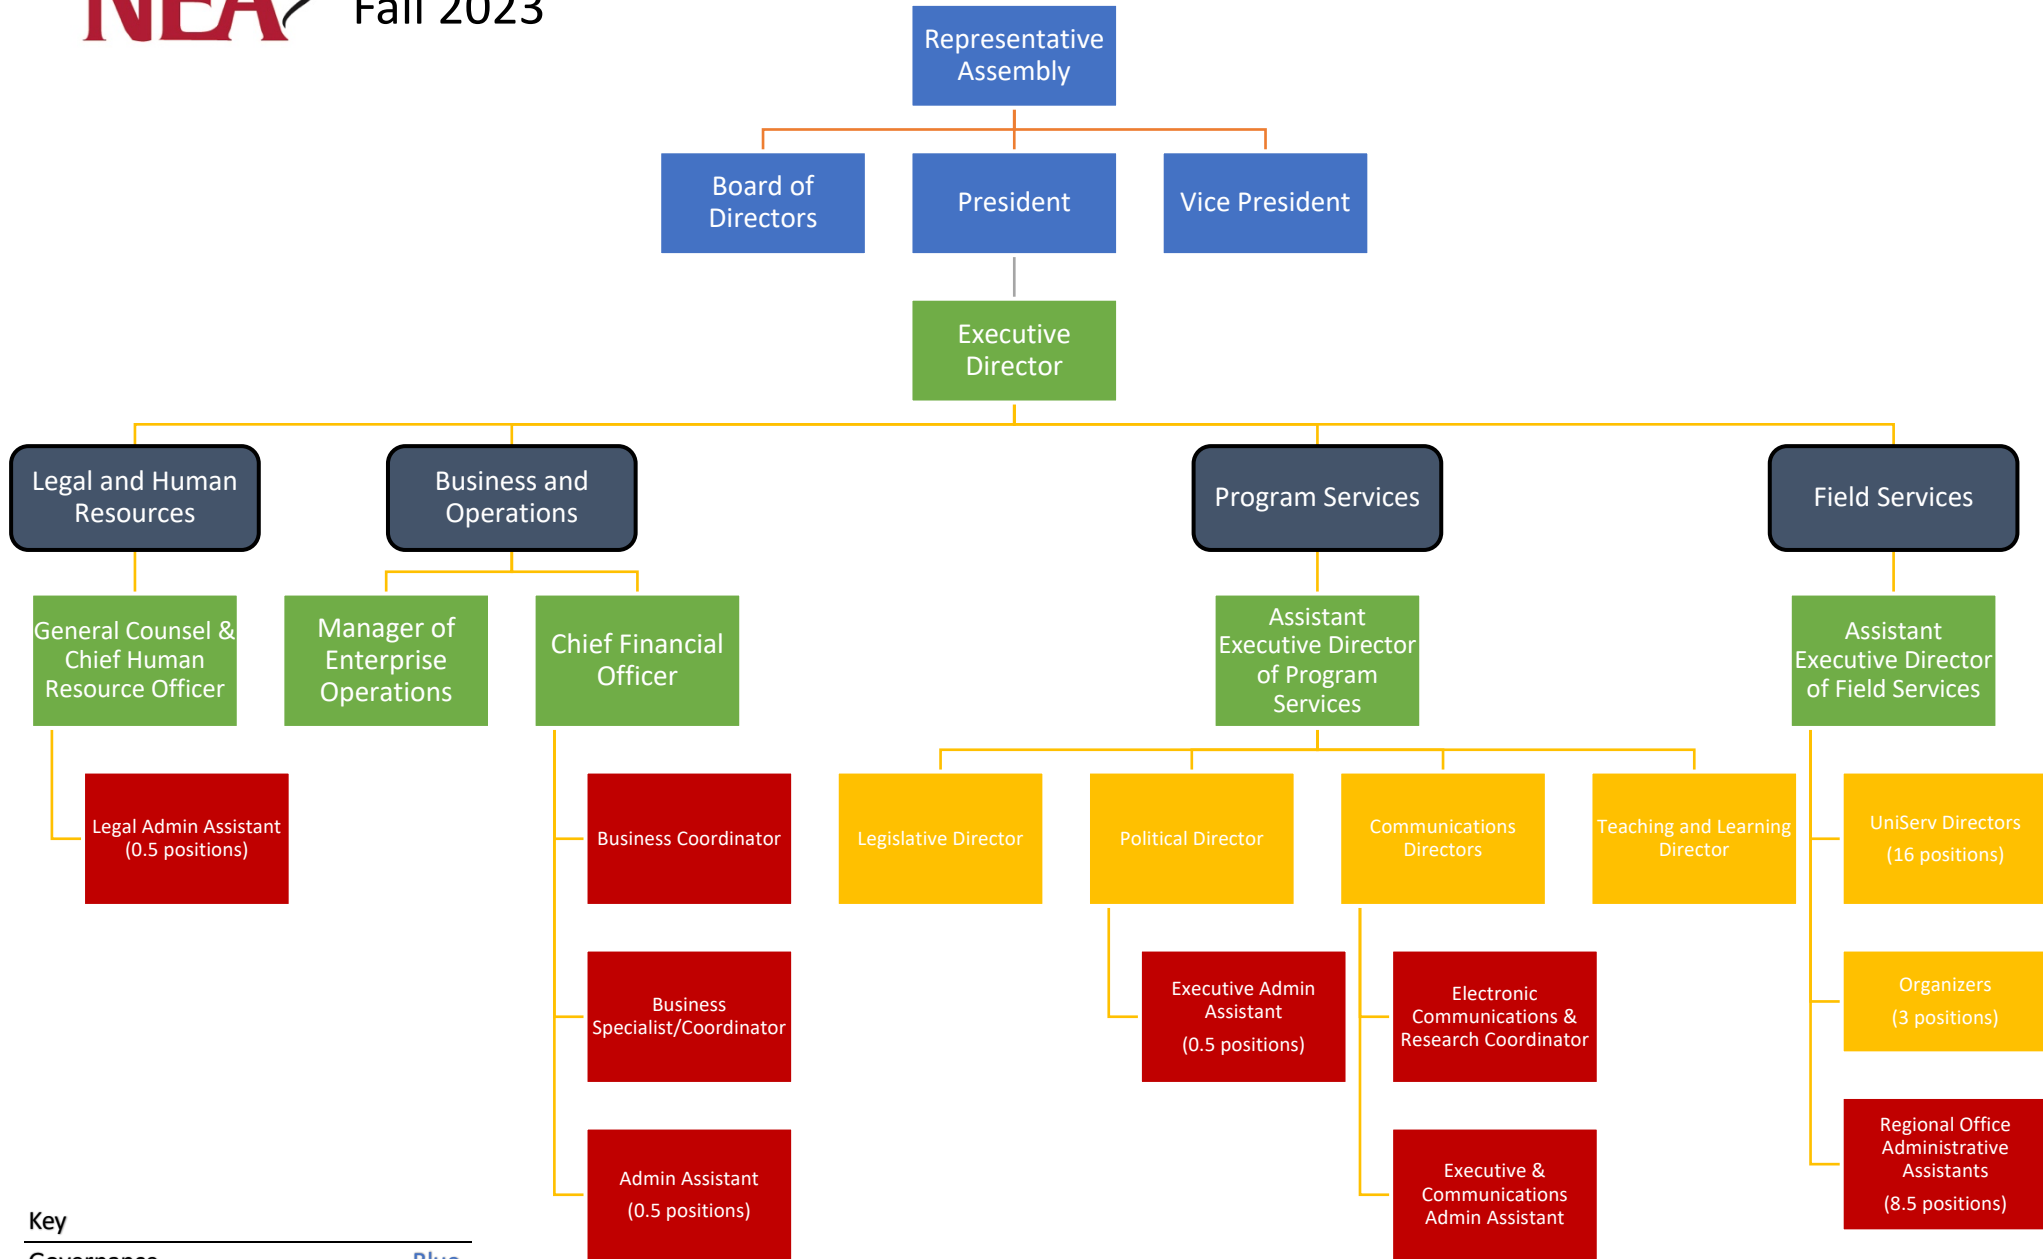 NEA
Fall 2023
Representative
Assembly
Board of
Directors
President
Vice President
Executive
Director
Legal and Human
Resources
Business and
Operations
Program Services
Field Services
General Counsel &
Chief Human
Resource Officer
Manager of
Enterprise
Operations
Chief Financial
Officer
Assistant
Executive Director
of Program
Services
Assistant
Executive Director
of Field Services
Legal Admin Assistant
(0.5 positions)
Business Coordinator
Legislative Director
Political Director
Communications
Directors
Teaching and Learning
Director
UniServ Directors
(16 positions)
Business
Specialist/Coordinator
Executive Admin
Assistant
(0.5 positions)
Electronic
Communications &
Research Coordinator
Organizers
(3 positions)
Admin Assistant
(0.5 positions)
Executive &
Communications
Admin Assistant
Regional Office
Administrative
Assistants
(8.5 positions)
Key
Governance Blue